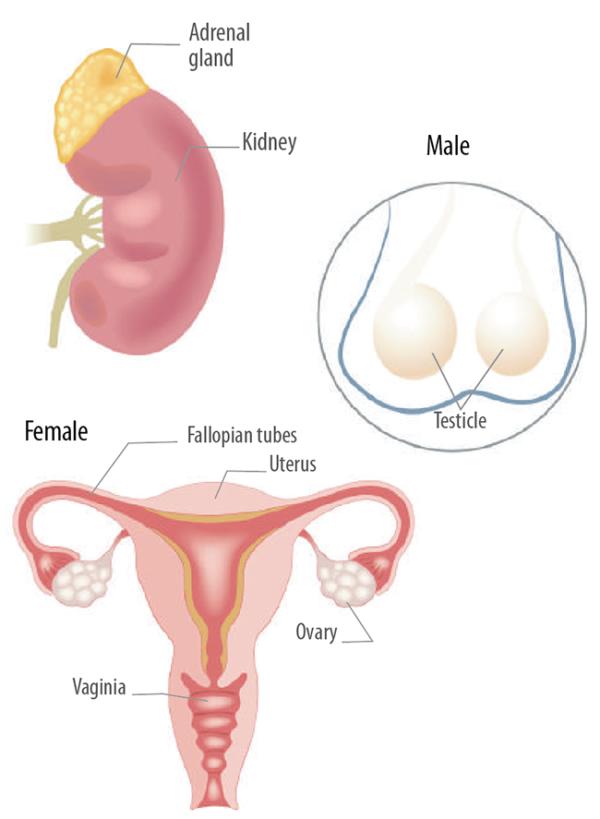 Adrenal
gland
Kidney
Male
Testicle
Female
Fallopian tubes
Uterus
Ovary
Vaginia